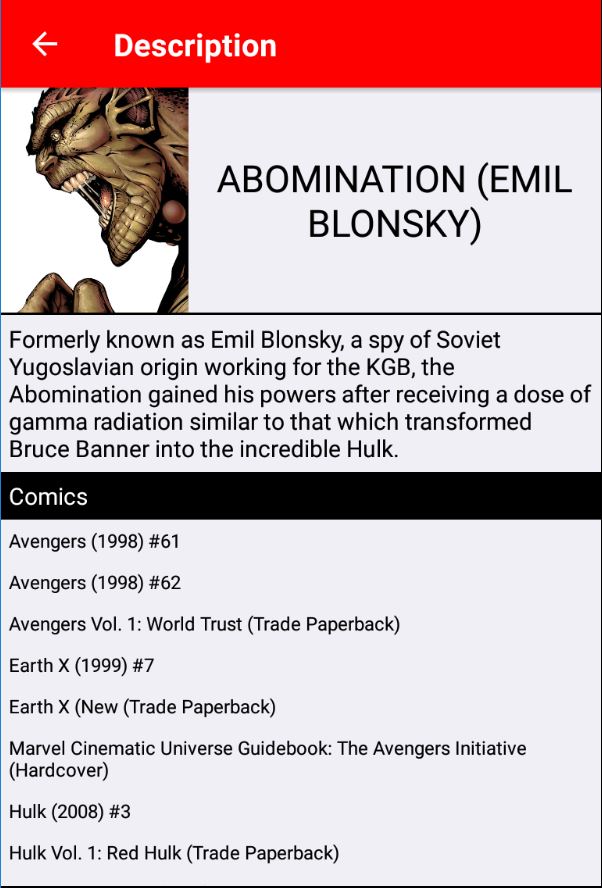 Description
ABOMINATION (EMIL
BLONSKY)
Formerly known as Emil Blonsky, a spy of Soviet
Yugoslavian origin working for the KGB, the
Abomination gained his powers after receiving a dose of
gamma radiation similar to that which transformed
Bruce Banner into the incredible Hulk.
Comics
Avengers (1998) #61
Avengers (1998) #62
Avengers Vol. 1: World Trust (Trade Paperback)
Earth X (1999) #7
Earth X (New (Trade Paperback)
Marvel Cinematic Universe Guidebook: The Avengers Initiative
(Hardcover)
Hulk (2008) #3
Hulk Vol. 1: Red Hulk (Trade Paperback)